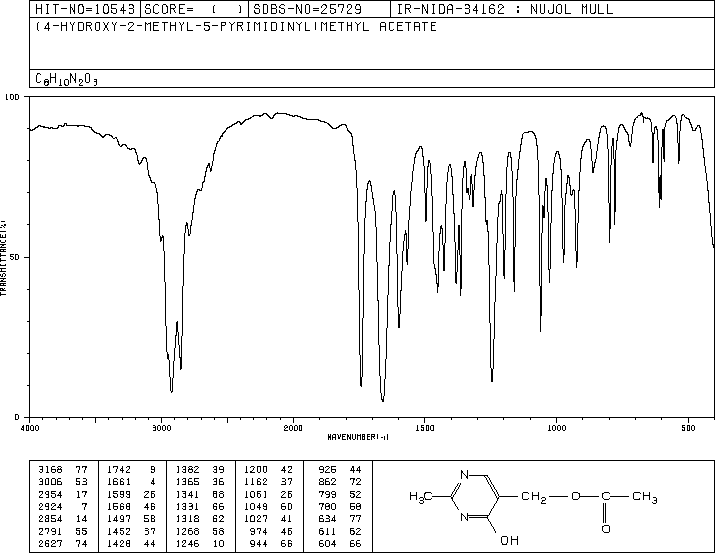 HIT-NO=10543 SCORE= ( ) SDBS-NO=25729 IR-NIDA-34162 : NUJOL MULL
(4-HYDROXY-2-METHYL-5-PYRIMIDINYL)METHYL ACETATE
C8H10N2O3
100
TRANSMITTANCE(%)
50
0
4000 3000 2000 1500 1000 500
WAVENUMBER(-1)
3168 77 1742 9 1382 39 1200 42 926 44
3006 53 1661 4 1365 36 1162 37 862 72
2954 17 1599 26 1341 68 1061 26 799 52
2924 7 1568 46 1331 66 1049 60 780 58
2854 14 1497 58 1318 62 1027 41 634 77
2791 55 1452 37 1268 58 974 46 611 62
2627 74 1428 44 1246 10 944 66 604 66
N
H3C CH2 O C CH3
N
O
OH